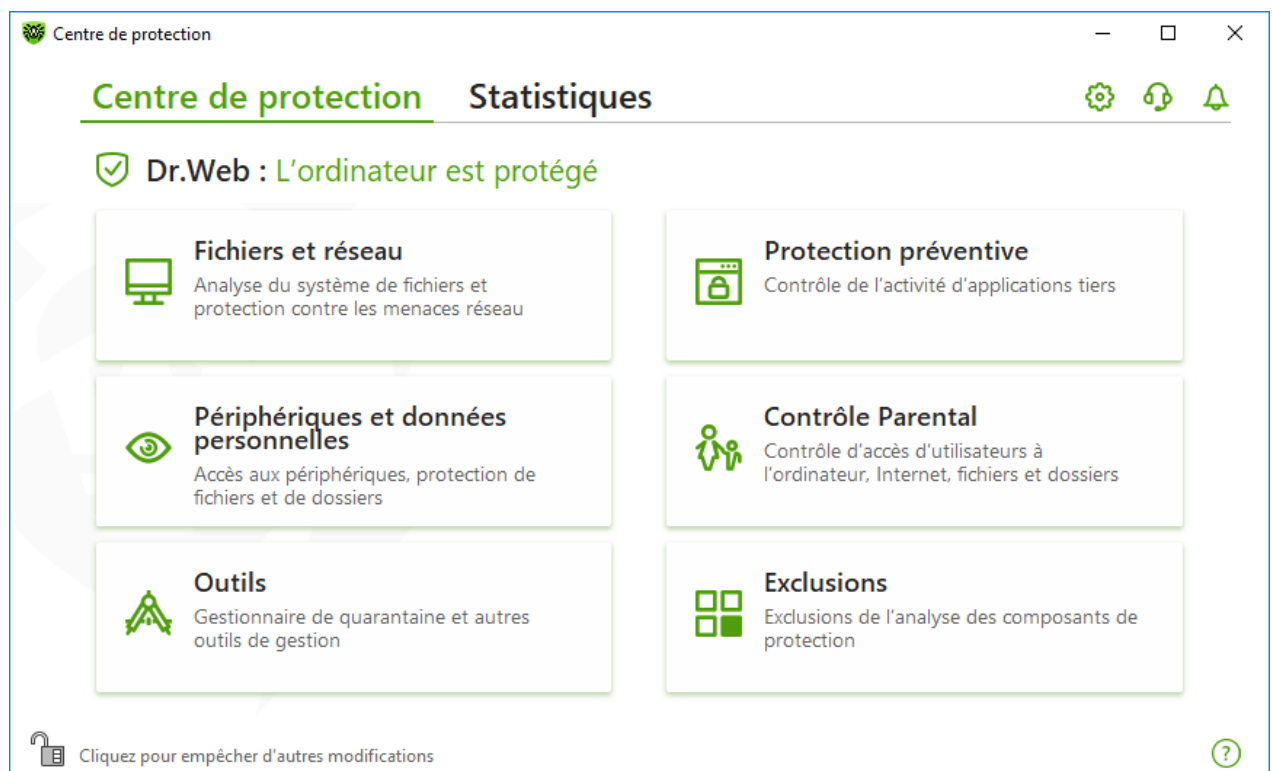 Centre de protection
Centre de protection
Statistiques
Dr.Web : L'ordinateur est protégé
Fichiers et réseau
Analyse du système de fichiers et
protection contre les menaces réseau
Protection préventive
Contrôle de l'activité d'applications tiers
Périphériques et données
personnelles
Accès aux périphériques, protection de
fichiers et de dossiers
Contrôle Parental
Contrôle d'accès d'utilisateurs à
l'ordinateur, Internet, fichiers et dossiers
Outils
Gestionnaire de quarantaine et autres
outils de gestion
Exclusions
Exclusions de l'analyse des composants de
protection
Cliquez pour empêcher d'autres modifications
?